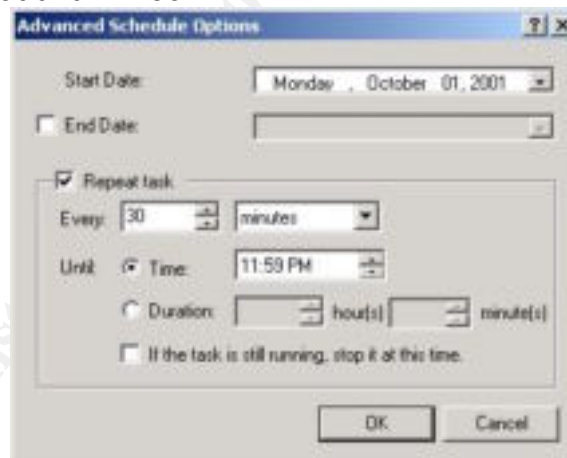 Advanced Schedule Options
Start Date: Monday , October 01, 2001
End Date:
Repeat task
Every: 30 minutes
Until: Time: 11:59 PM
Duration: hour(s) minute(s)
If the task is still running, stop it at this time.
OK Cancel